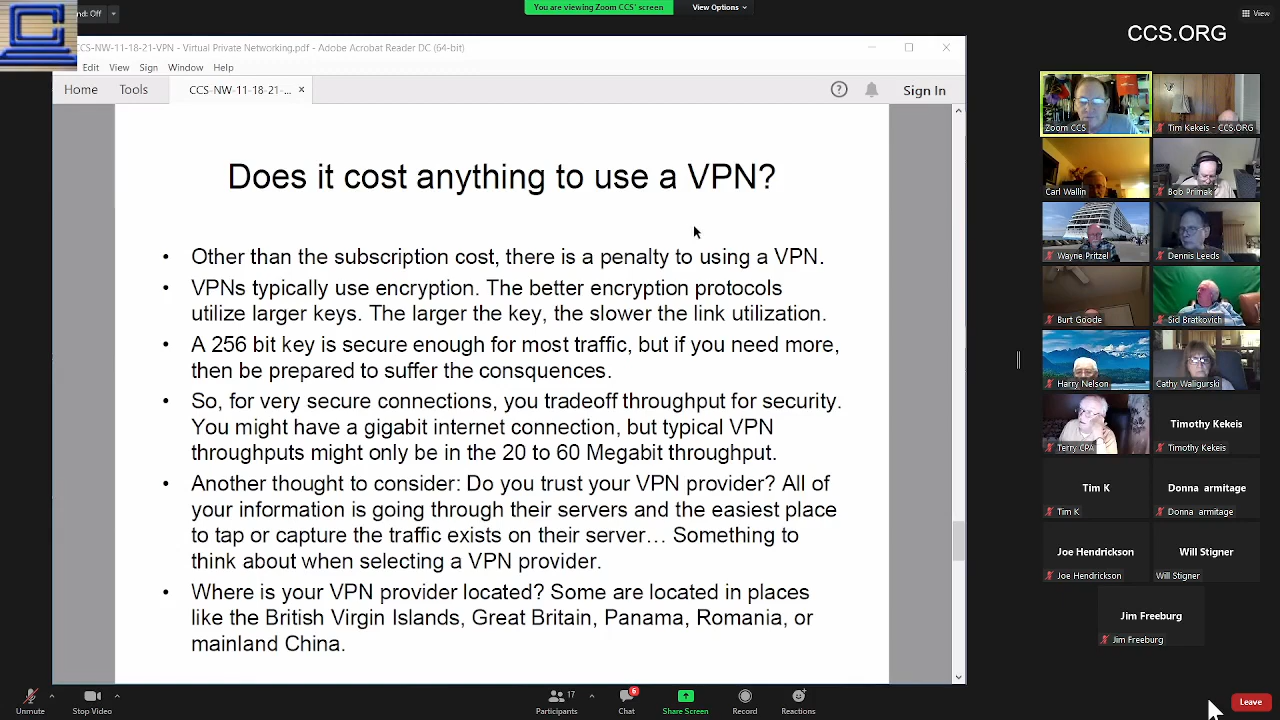 and: Off
You are viewing Zoom CCS' screen
View Options
View
CCS.ORG
CCS-NW-11-18-21-VPN - Virtual Private Networking.pdf - Adobe Acrobat Reader DC (64-bit)
Edit View Sign Window Help
Home Tools CCS-NW-11-18-21-... × Sign In
Does it cost anything to use a VPN?
• Other than the subscription cost, there is a penalty to using a VPN.
• VPNs typically use encryption. The better encryption protocols
utilize larger keys. The larger the key, the slower the link utilization.
• A 256 bit key is secure enough for most traffic, but if you need more,
then be prepared to suffer the consquences.
• So, for very secure connections, you tradeoff throughput for security.
You might have a gigabit internet connection, but typical VPN
throughputs might only be in the 20 to 60 Megabit throughput.
• Another thought to consider: Do you trust your VPN provider? All of
your information is going through their servers and the easiest place
to tap or capture the traffic exists on their server… Something to
think about when selecting a VPN provider.
• Where is your VPN provider located? Some are located in places
like the British Virgin Islands, Great Britain, Panama, Romania, or
mainland China.
Zoom CCS
Tim Kekeis - CCS.ORG
Carl Wallin
Bob Primak
Wayne Pritzel
Dennis Leeds
Burt Goode
Sid Bratkovich
Harry Nelson
Cathy Waligurski
Terry CPA
Timothy Kekeis
Timothy Kekeis
Tim K
Tim K
Donna armitage
Donna armitage
Joe Hendrickson
Joe Hendrickson
Will Stigner
Will Stigner
Jim Freeburg
Jim Freeburg
Unmute
Stop Video
17
Participants
6
Chat
Share Screen
Record
Reactions
Leave